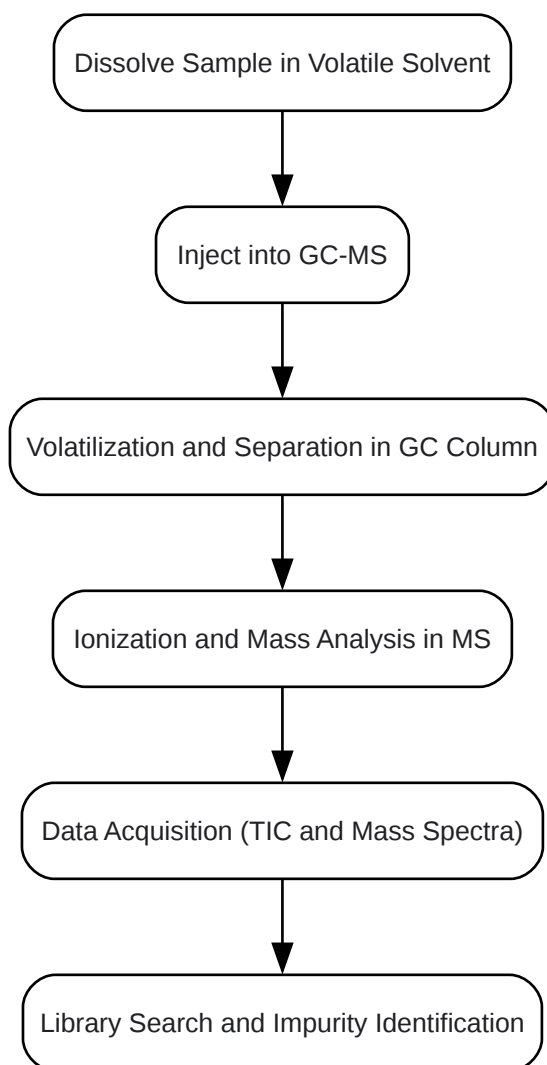 Dissolve Sample in Volatile Solvent
Inject into GC-MS
Volatilization and Separation in GC Column
Ionization and Mass Analysis in MS
Data Acquisition (TIC and Mass Spectra)
Library Search and Impurity Identification